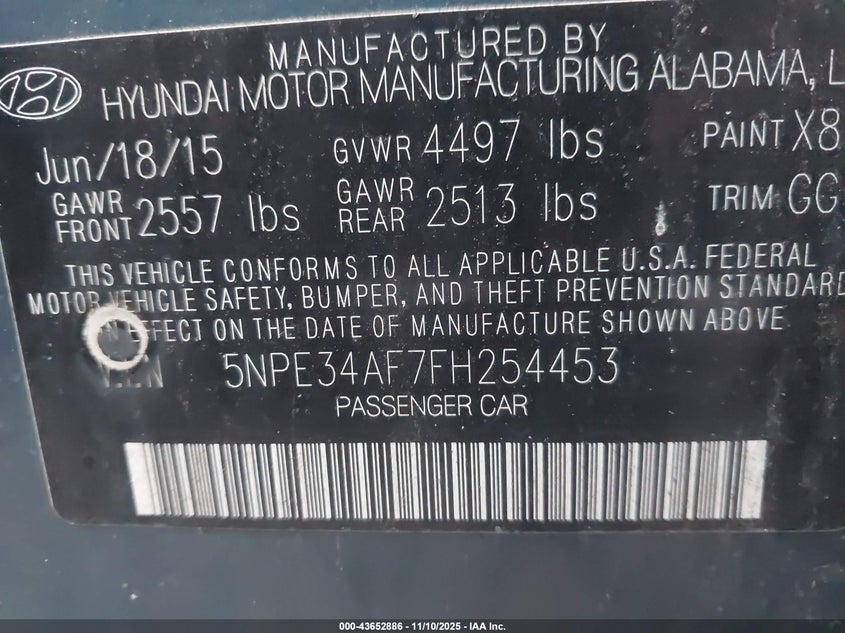 MANUFACTURED BY
HYUNDAI MOTOR MANUFACTURING ALABAMA, L
Jun/18/15 GVWR 4497 lbs PAINT X8
GAWR FRONT 2557 lbs GAWR REAR 2513 lbs TRIM GG
THIS VEHICLE CONFORMS TO ALL APPLICABLE U.S.A. FEDERAL
MOTOR VEHICLE SAFETY, BUMPER, AND THEFT PREVENTION STANDARD
IN EFFECT ON THE DATE OF MANUFACTURE SHOWN ABOVE
V.I.N 5NPE34AF7FH254453
PASSENGER CAR
000-43652886 - 11/10/2025 - IAA Inc.